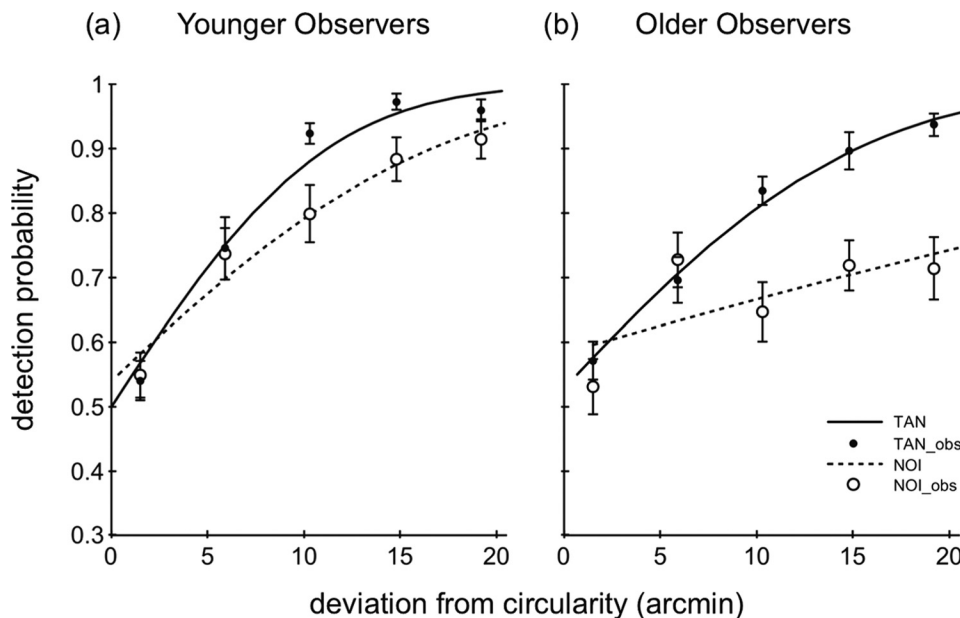 (a) Younger Observers
(b) Older Observers
detection probability
1
0.9
0.8
0.7
0.6
0.5
0.4
0.3
0 5 10 15 20
0 5 10 15 20
TAN
TAN_obs
NOI
NOI_obs
deviation from circularity (arcmin)